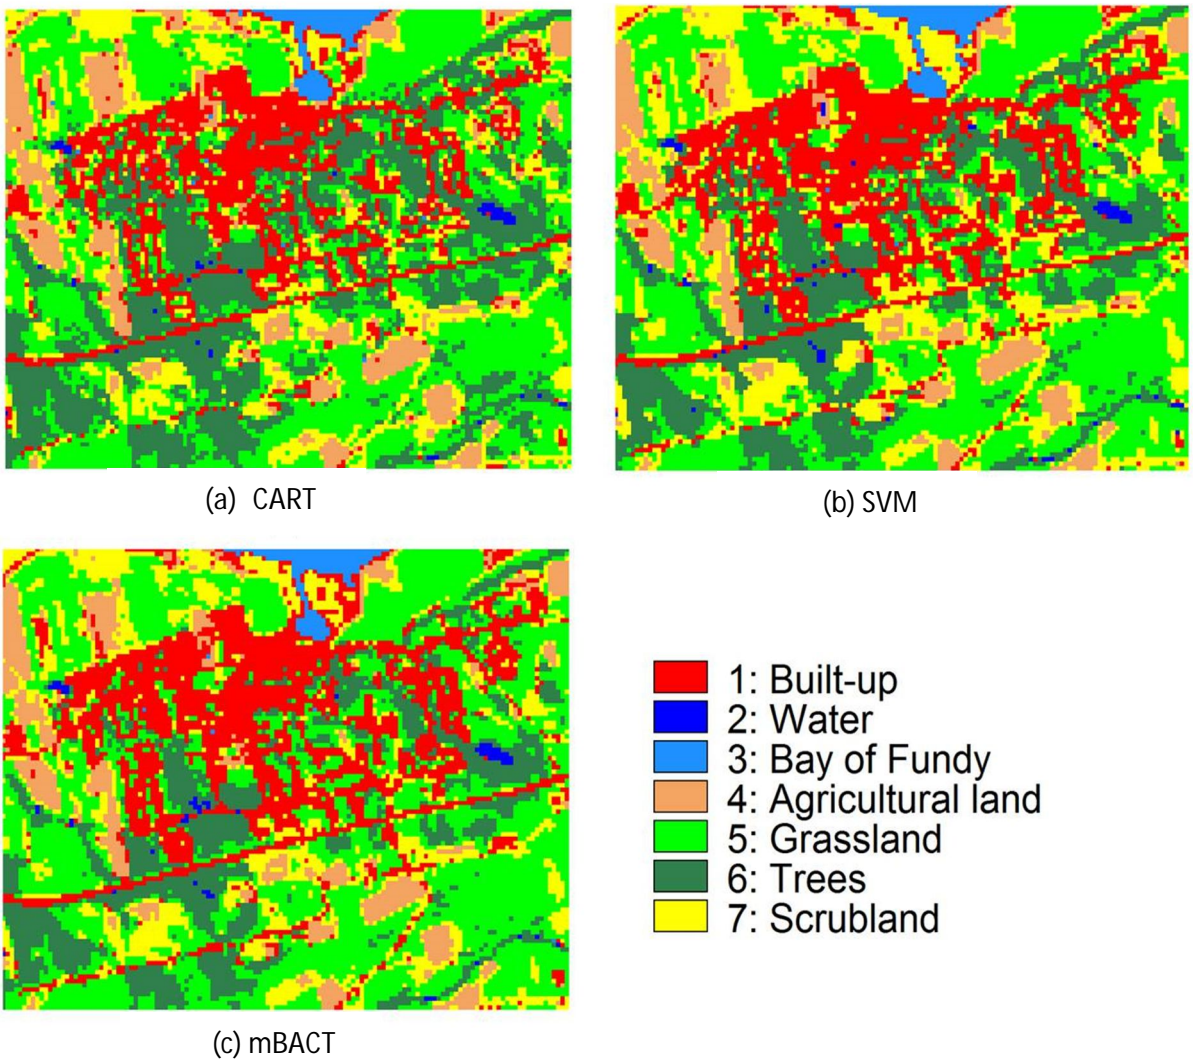 (a) CART
(b) SVM
1: Built-up
2: Water
3: Bay of Fundy
4: Agricultural land
5: Grassland
6: Trees
7: Scrubland
(c) mBACT